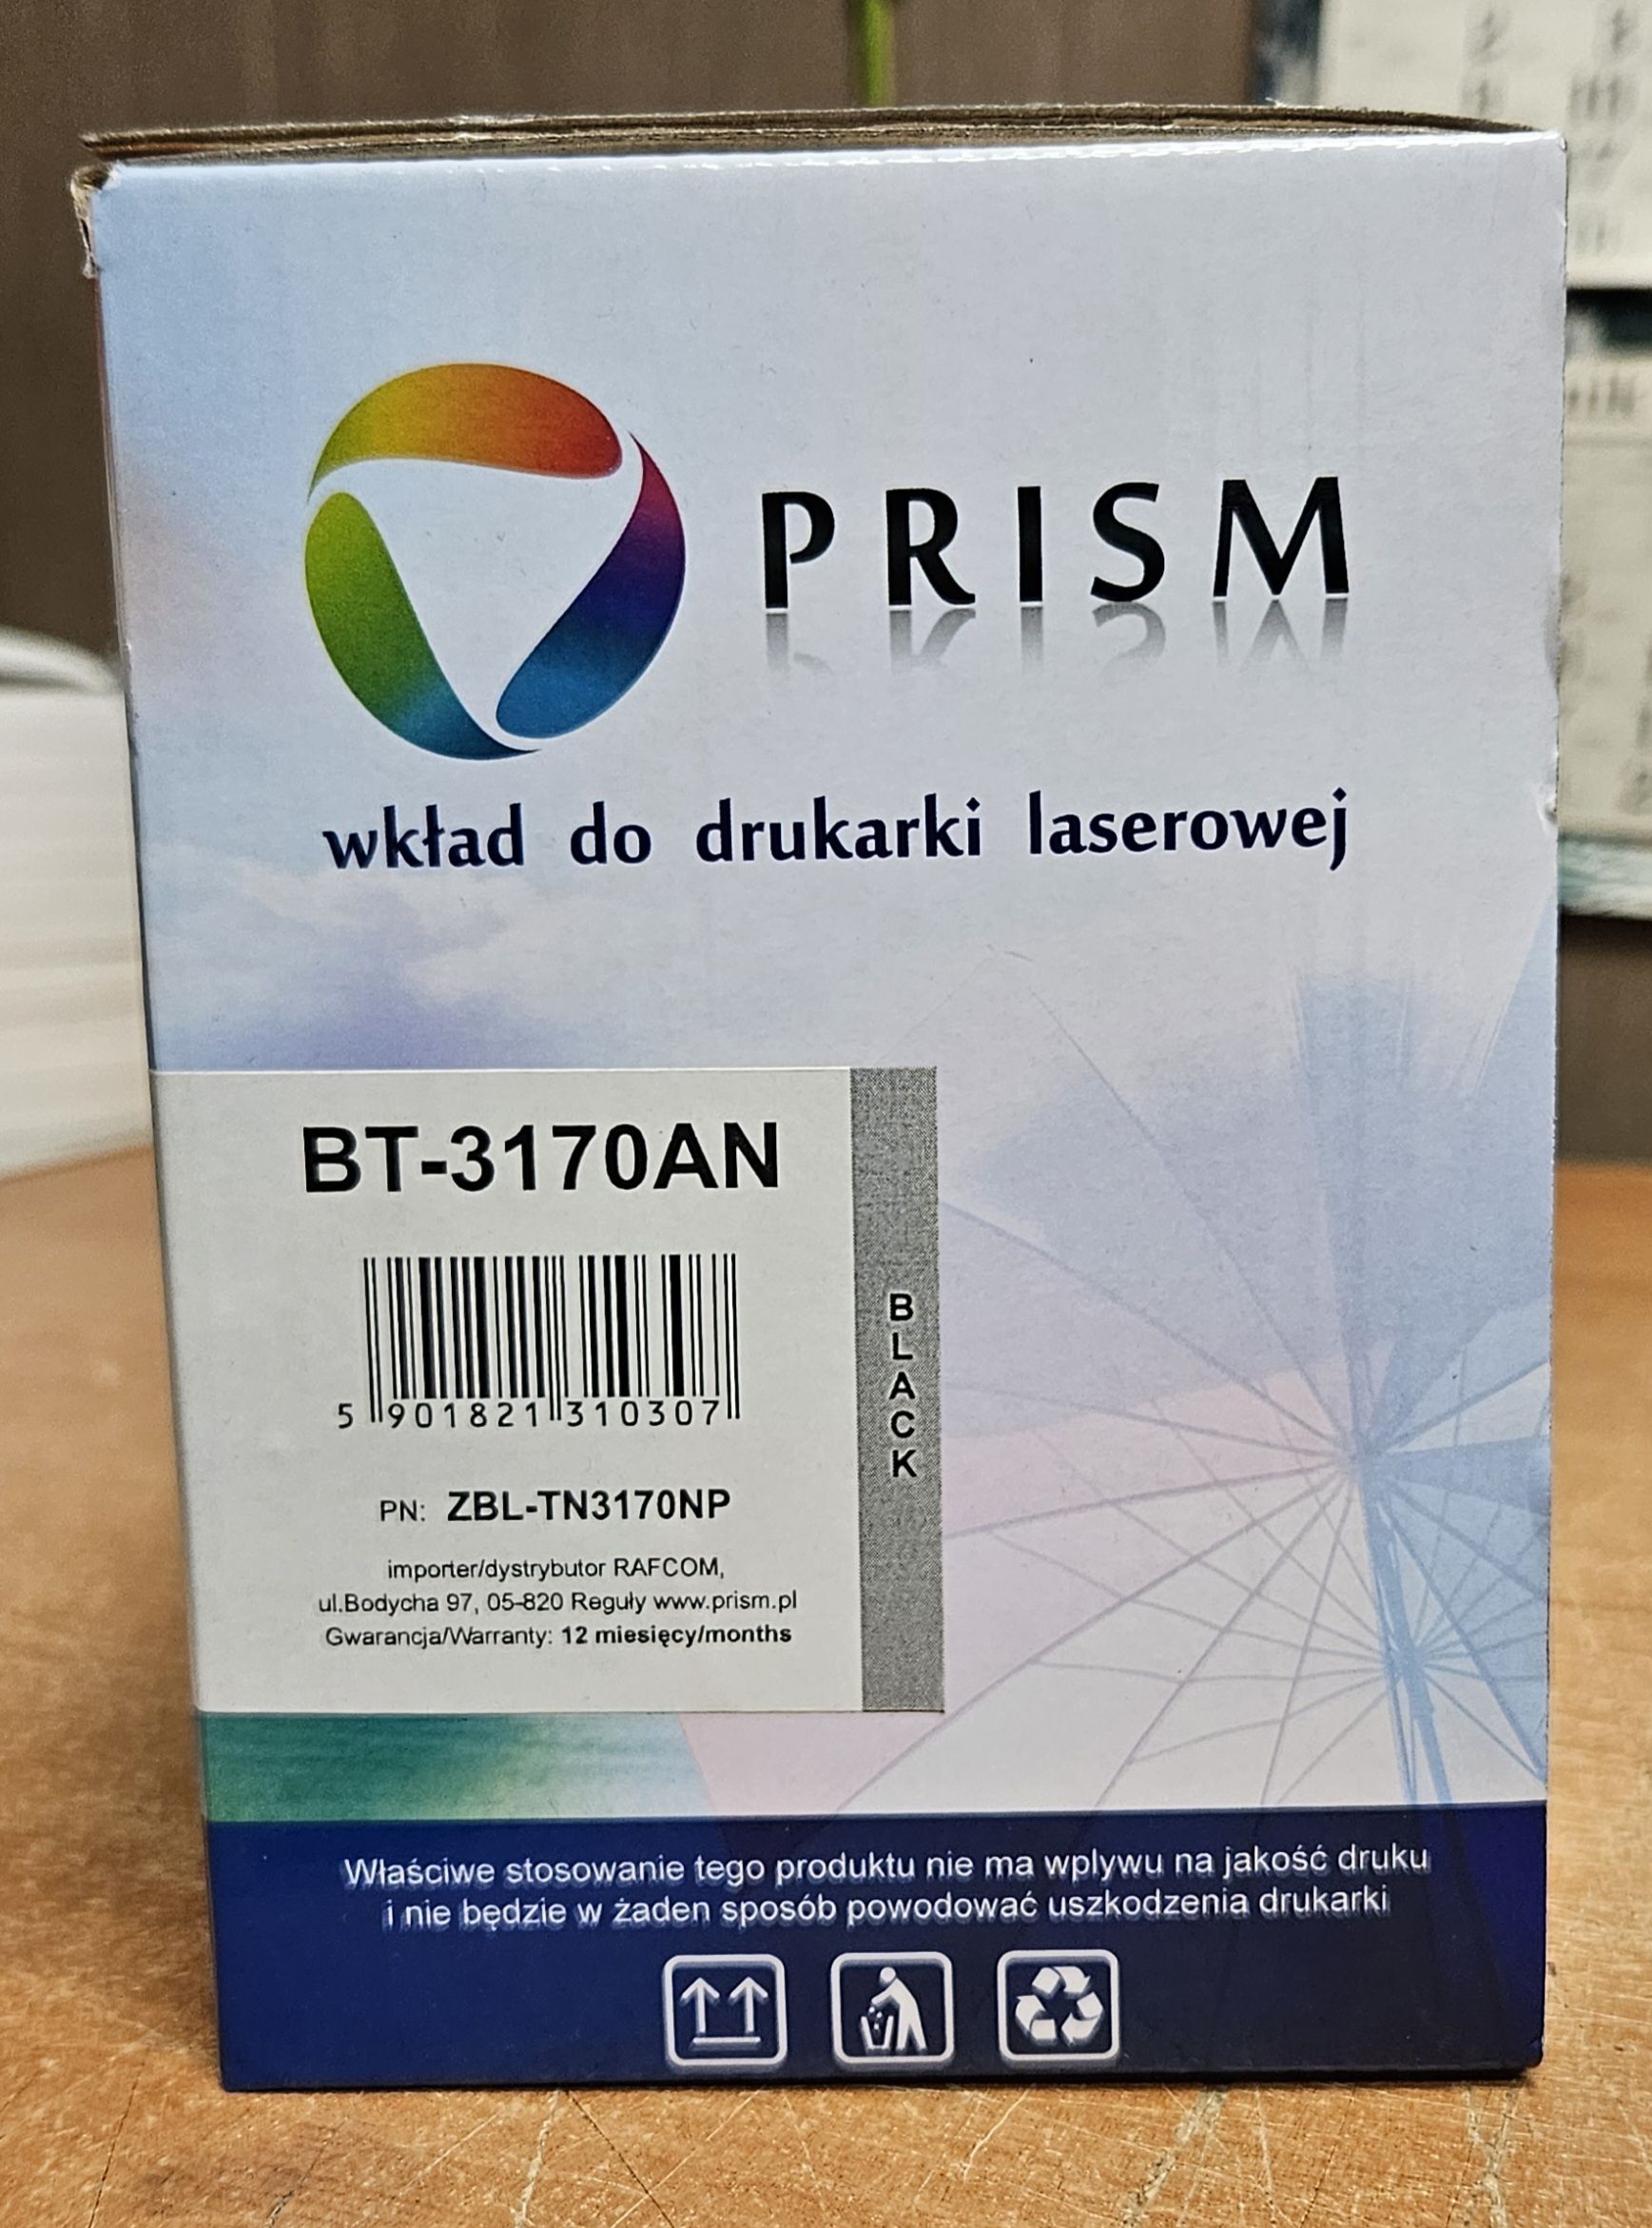 PRISM
wkład do drukarki laserowej
BT-3170AN
BLACK
5 901821 310307
PN: ZBL-TN3170NP
importer/dystrybutor RAFCOM,
ul.Bodycha 97, 05-820 Reguły www.prism.pl
Gwarancja/Warranty: 12 miesięcy/months
Właściwe stosowanie tego produktu nie ma wplywu na jakość druku
i nie będzie w żaden sposób powodować uszkodzenia drukarki